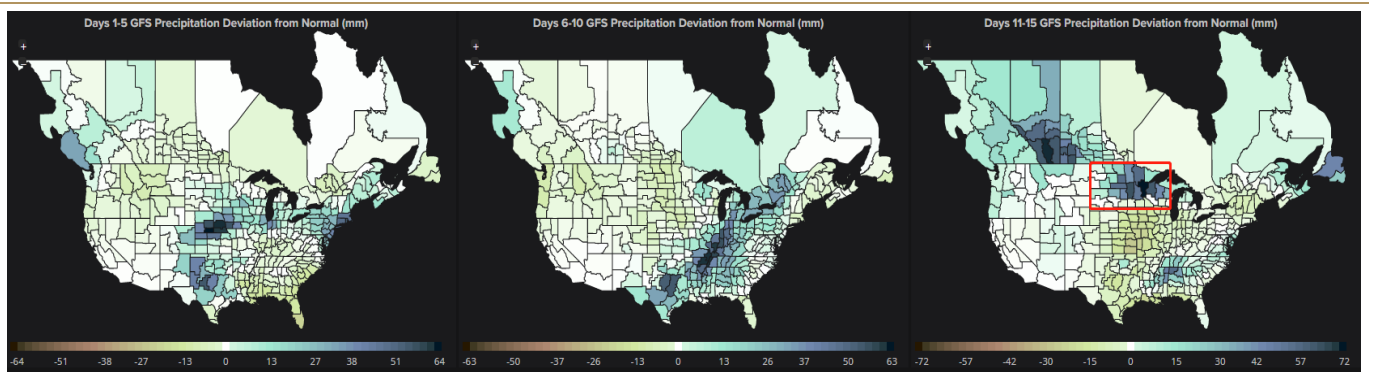 Days 1-5 GFS Precipitation Deviation from Normal (mm)
+
-64 -51 -38 -27 -13 0 13 27 38 51 64
Days 6-10 GFS Precipitation Deviation from Normal (mm)
+
-63 -50 -37 -26 -13 0 13 26 37 50 63
Days 11-15 GFS Precipitation Deviation from Normal (mm)
+
-72 -57 -42 -30 -15 0 15 30 42 57 72